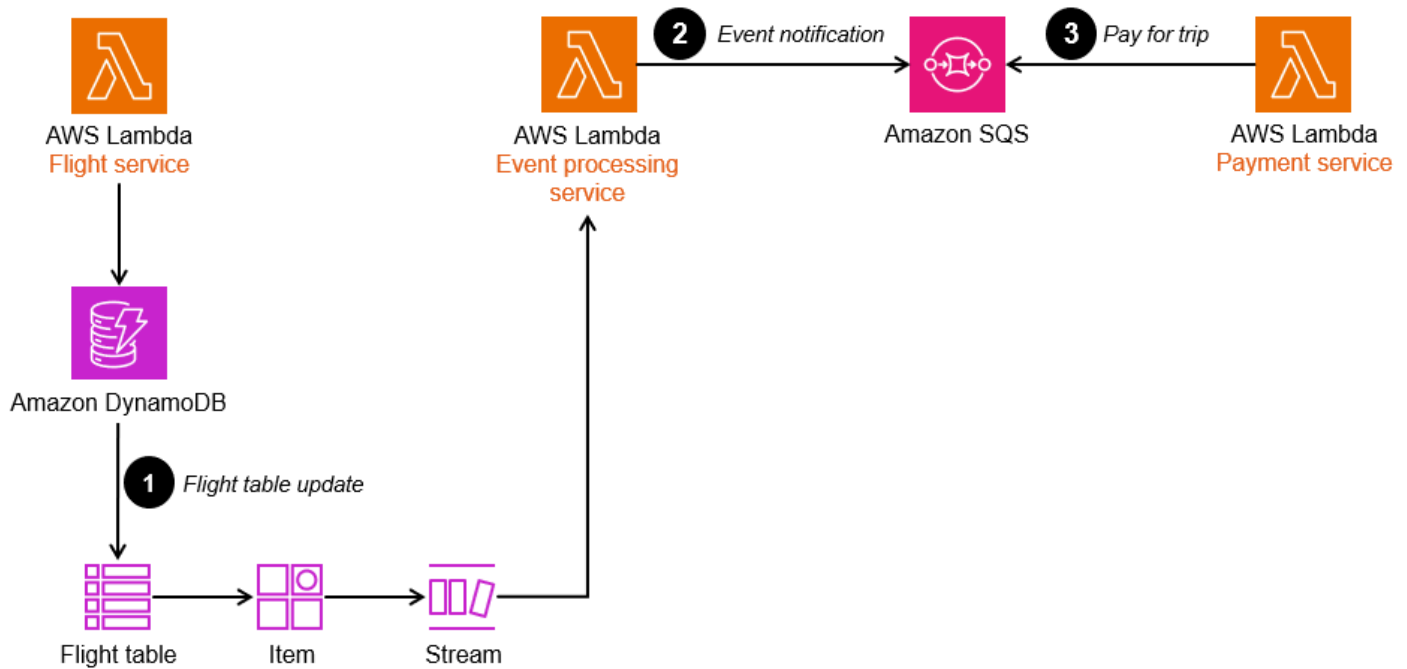 2 Event notification
3 Pay for trip
AWS Lambda
Flight service
AWS Lambda
Event processing
service
Amazon SQS
AWS Lambda
Payment service
Amazon DynamoDB
1 Flight table update
Flight table
Item
Stream